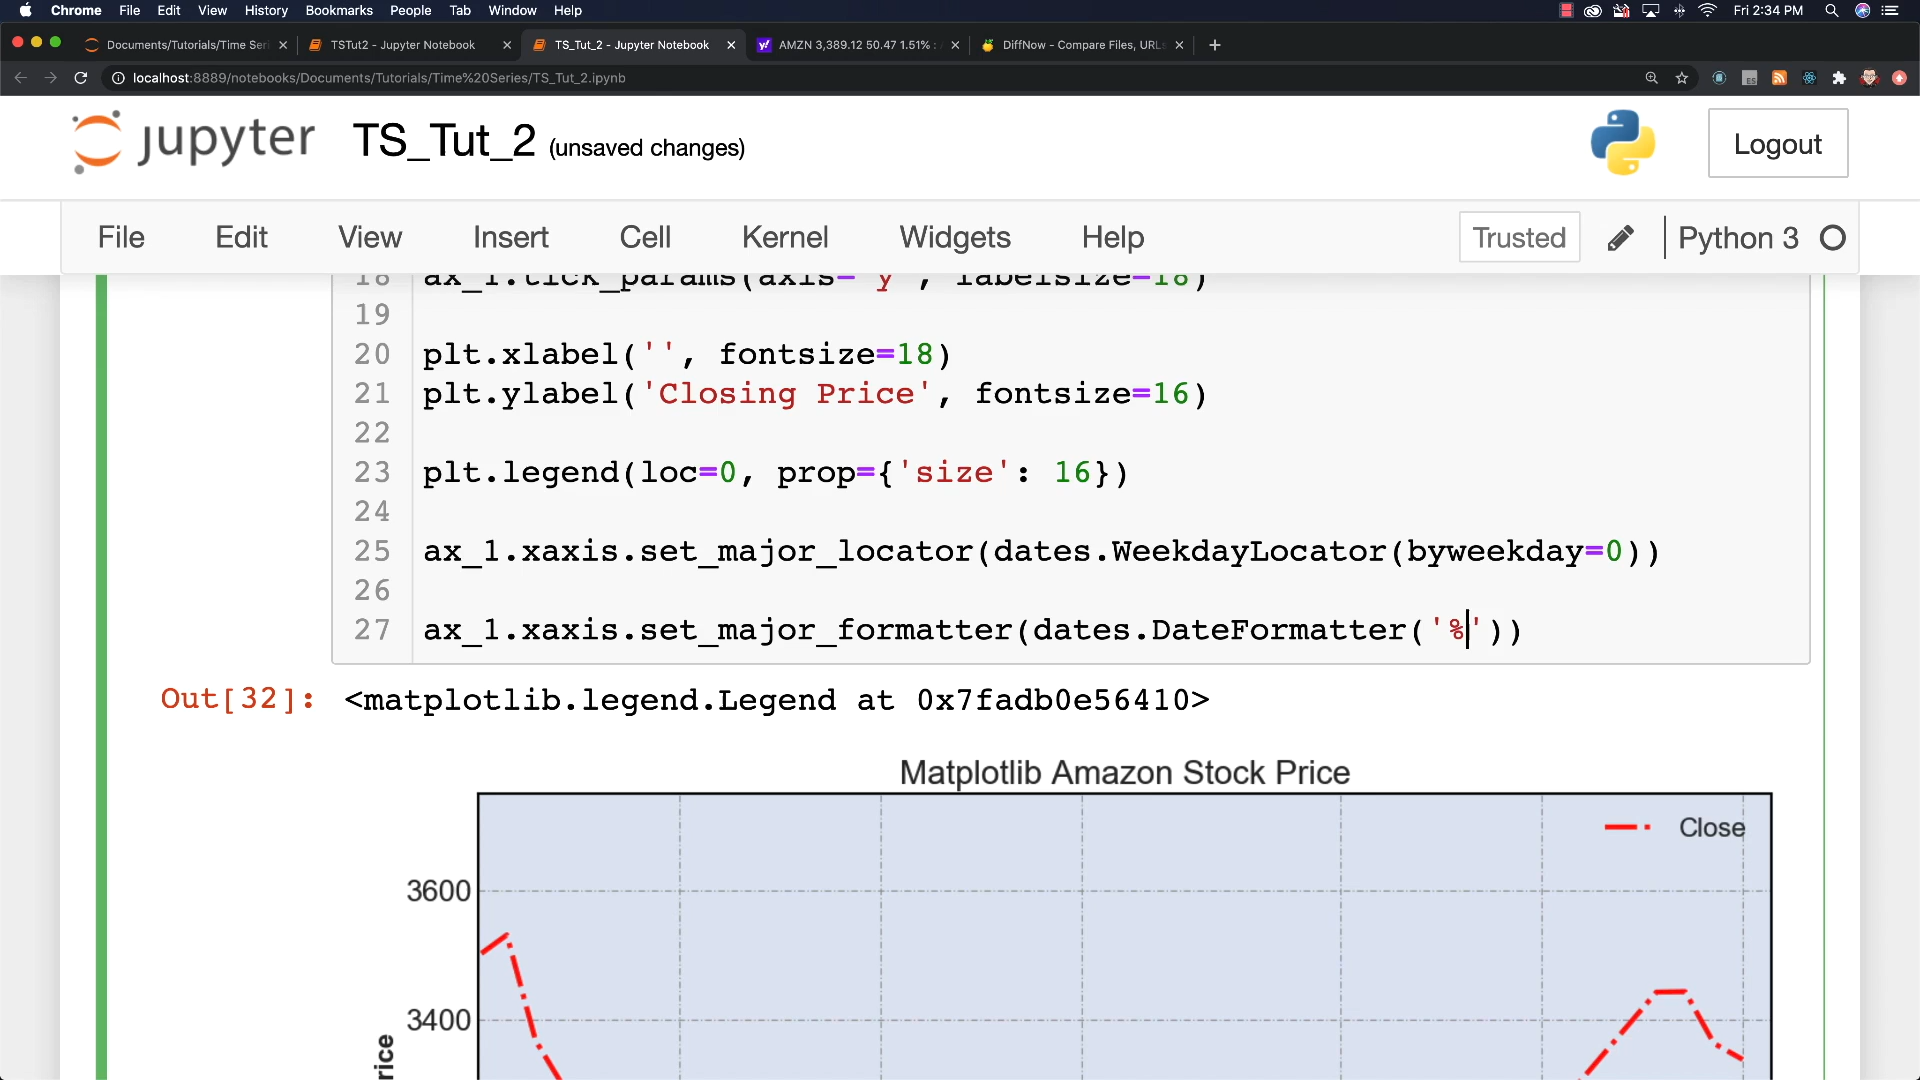 Chrome File Edit View History Bookmarks People Tab Window Help Fri 2:34 PM
Documents/Tutorials/Time Seri TSTut2 - Jupyter Notebook TS_Tut_2 - Jupyter Notebook AMZN 3,389.12 50.47 1.51% : DiffNow - Compare Files, URLs
localhost:8889/notebooks/Documents/Tutorials/Time%20Series/TS_Tut_2.ipynb
jupyter TS_Tut_2 (unsaved changes) Logout
File Edit View Insert Cell Kernel Widgets Help Trusted Python 3
18 ax_1.tick_params(axis='y', labelsize=18)
19
20 plt.xlabel('', fontsize=18)
21 plt.ylabel('Closing Price', fontsize=16)
22
23 plt.legend(loc=0, prop={'size': 16})
24
25 ax_1.xaxis.set_major_locator(dates.WeekdayLocator(byweekday=0))
26
27 ax_1.xaxis.set_major_formatter(dates.DateFormatter('%'))
Out[32]: <matplotlib.legend.Legend at 0x7fadb0e56410>
Matplotlib Amazon Stock Price
Close
3600
3400
rice